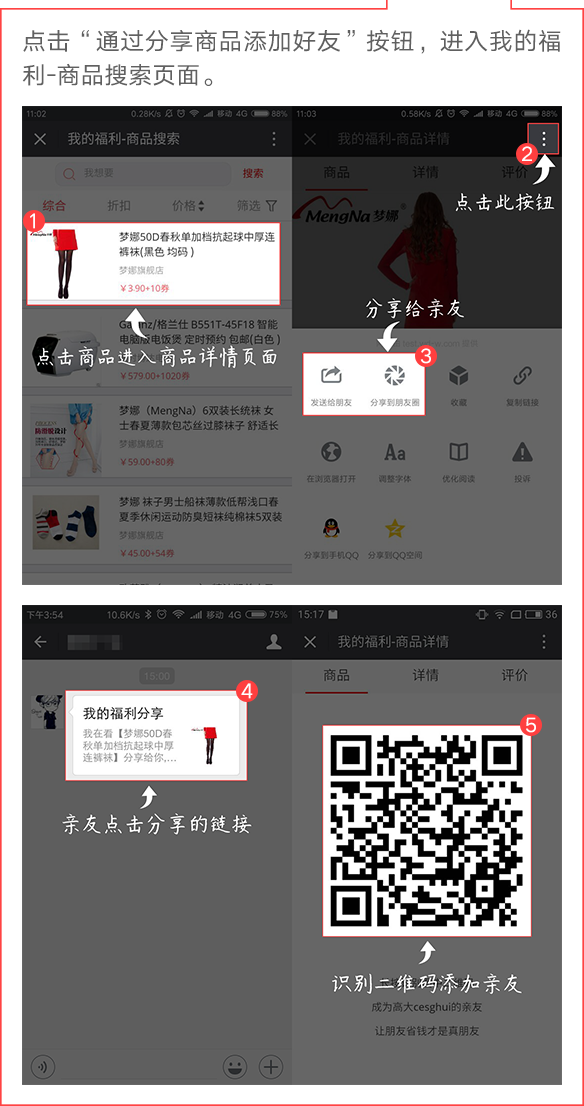 点击“通过分享商品添加好友”按钮，进入我的福
利-商品搜索页面。
11:02 0.28K/s 移动 4G 88%
我的福利-商品搜索
我想要 搜索
综合 折扣 价格 筛选
1
梦娜50D春秋单加档抗起球中厚连
裤袜(黑色 均码)
梦娜旗舰店
￥3.90+10券
/格兰仕 B551T-45F18 智能
电脑版电饭煲 定时预约 包邮(白色)
点击商品进入商品详情页面
￥579.00+1020券
防滑暖设计
梦娜（MengNa）6双装长统袜 女
士春夏薄款包芯丝过膝袜子 舒适长
梦娜旗舰店
￥59.00+80券
梦娜 袜子男士船袜薄款低帮浅口春
夏季休闲运动防臭短袜纯棉袜5双装
梦娜旗舰店
￥45.00+54券
11:03 0.58K/s 移动 4G 88%
我的福利-商品详情
2
商品 详情 评价
点击此按钮
MengNa 梦娜®
分享给亲友
3
发送给朋友 分享到朋友圈 收藏 复制链接
Aa
在浏览器打开 调整字体 优化阅读 投诉
分享到手机QQ 分享到QQ空间
下午3:54 10.6K/s 移动 4G 75%
15:00
4
我的福利分享
我在看【梦娜50D春
秋单加档抗起球中厚
连裤袜】分享给你,...
亲友点击分享的链接
15:17 36
我的福利-商品详情
商品 详情 评价
5
识别二维码添加亲友
成为高大cesghui的亲友
让朋友省钱才是真朋友